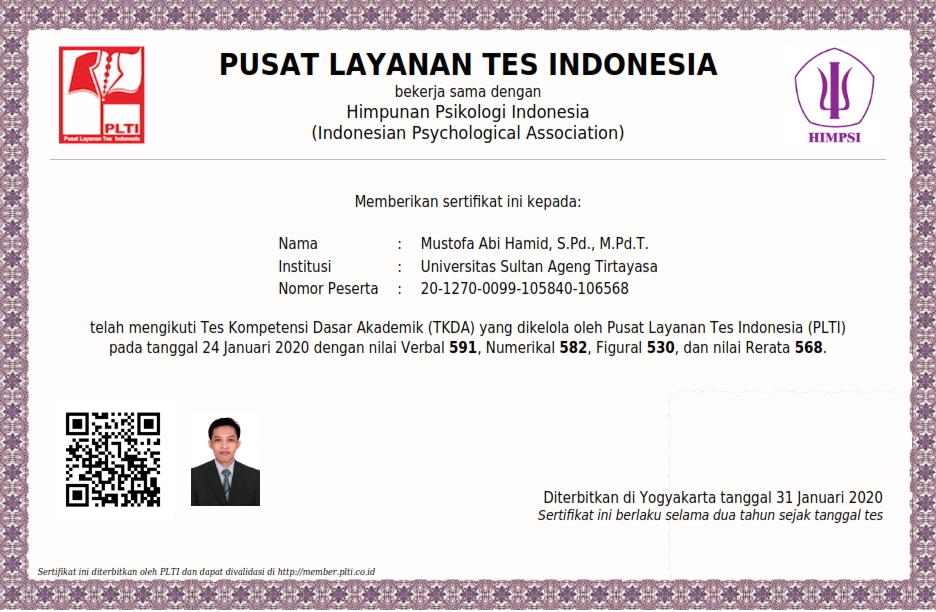 PUSAT LAYANAN TES INDONESIA
bekerja sama dengan
Himpunan Psikologi Indonesia
(Indonesian Psychological Association)
PLTI
Pusat Layanan Tes Indonesia
HIMPSI
Memberikan sertifikat ini kepada:
Nama : Mustofa Abi Hamid, S.Pd., M.Pd.T.
Institusi : Universitas Sultan Ageng Tirtayasa
Nomor Peserta : 20-1270-0099-105840-106568
telah mengikuti Tes Kompetensi Dasar Akademik (TKDA) yang dikelola oleh Pusat Layanan Tes Indonesia (PLTI)
pada tanggal 24 Januari 2020 dengan nilai Verbal 591, Numerikal 582, Figural 530, dan nilai Rerata 568.
Diterbitkan di Yogyakarta tanggal 31 Januari 2020
Sertifikat ini berlaku selama dua tahun sejak tanggal tes
Sertifikat ini diterbitkan oleh PLTI dan dapat divalidasi di http://member.plti.co.id